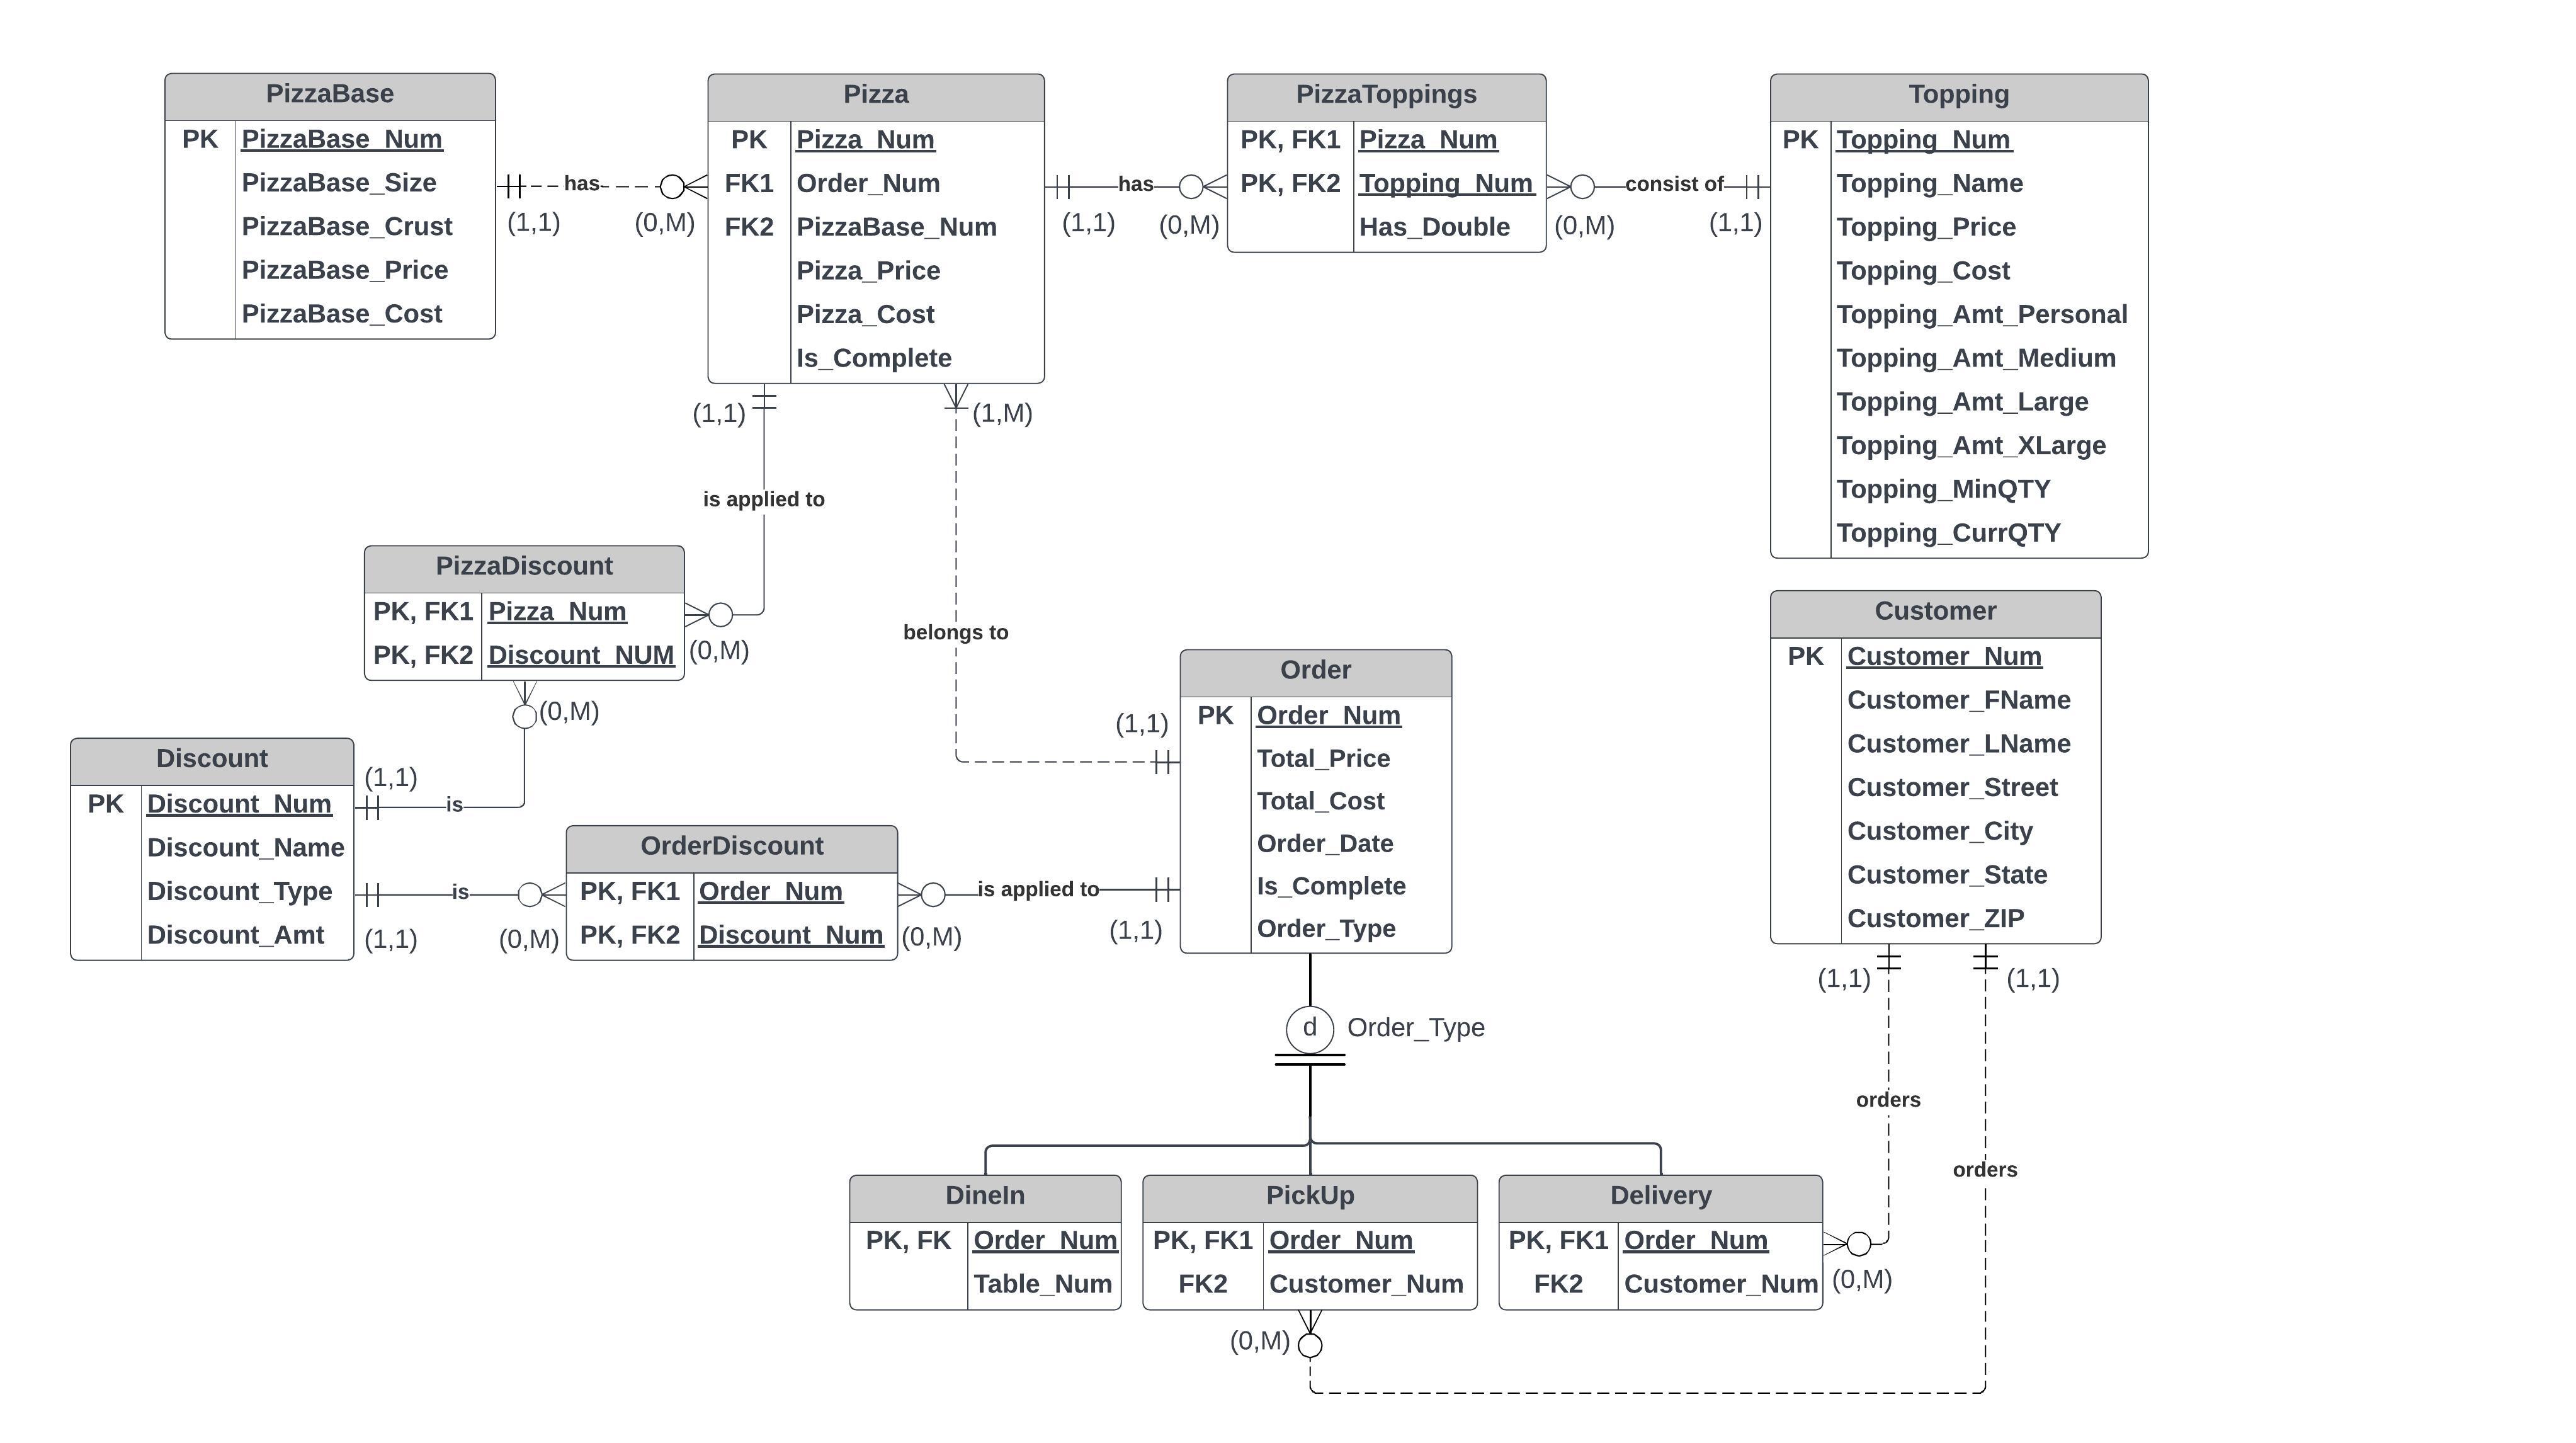 PizzaBase
PK PizzaBase_Num
PizzaBase_Size
PizzaBase_Crust
PizzaBase_Price
PizzaBase_Cost
(1,1) has (0,M)
Pizza
PK Pizza_Num
FK1 Order_Num
FK2 PizzaBase_Num
Pizza_Price
Pizza_Cost
Is_Complete
(1,1) has (0,M)
PizzaToppings
PK, FK1 Pizza_Num
PK, FK2 Topping_Num
Has_Double
(0,M) consist of (1,1)
Topping
PK Topping_Num
Topping_Name
Topping_Price
Topping_Cost
Topping_Amt_Personal
Topping_Amt_Medium
Topping_Amt_Large
Topping_Amt_XLarge
Topping_MinQTY
Topping_CurrQTY
(1,1)
is applied to
(0,M)
(1,M)
belongs to
(1,1)
PizzaDiscount
PK, FK1 Pizza_Num
PK, FK2 Discount_NUM
(0,M)
(1,1)
is
Discount
PK Discount_Num
Discount_Name
Discount_Type
Discount_Amt
(1,1) is (0,M)
OrderDiscount
PK, FK1 Order_Num
PK, FK2 Discount_Num
(0,M) is applied to (1,1)
Order
PK Order_Num
Total_Price
Total_Cost
Order_Date
Is_Complete
Order_Type
Customer
PK Customer_Num
Customer_FName
Customer_LName
Customer_Street
Customer_City
Customer_State
Customer_ZIP
(1,1)
(1,1)
orders
orders
d Order_Type
DineIn
PK, FK Order_Num
Table_Num
PickUp
PK, FK1 Order_Num
FK2 Customer_Num
(0,M)
Delivery
PK, FK1 Order_Num
FK2 Customer_Num
(0,M)